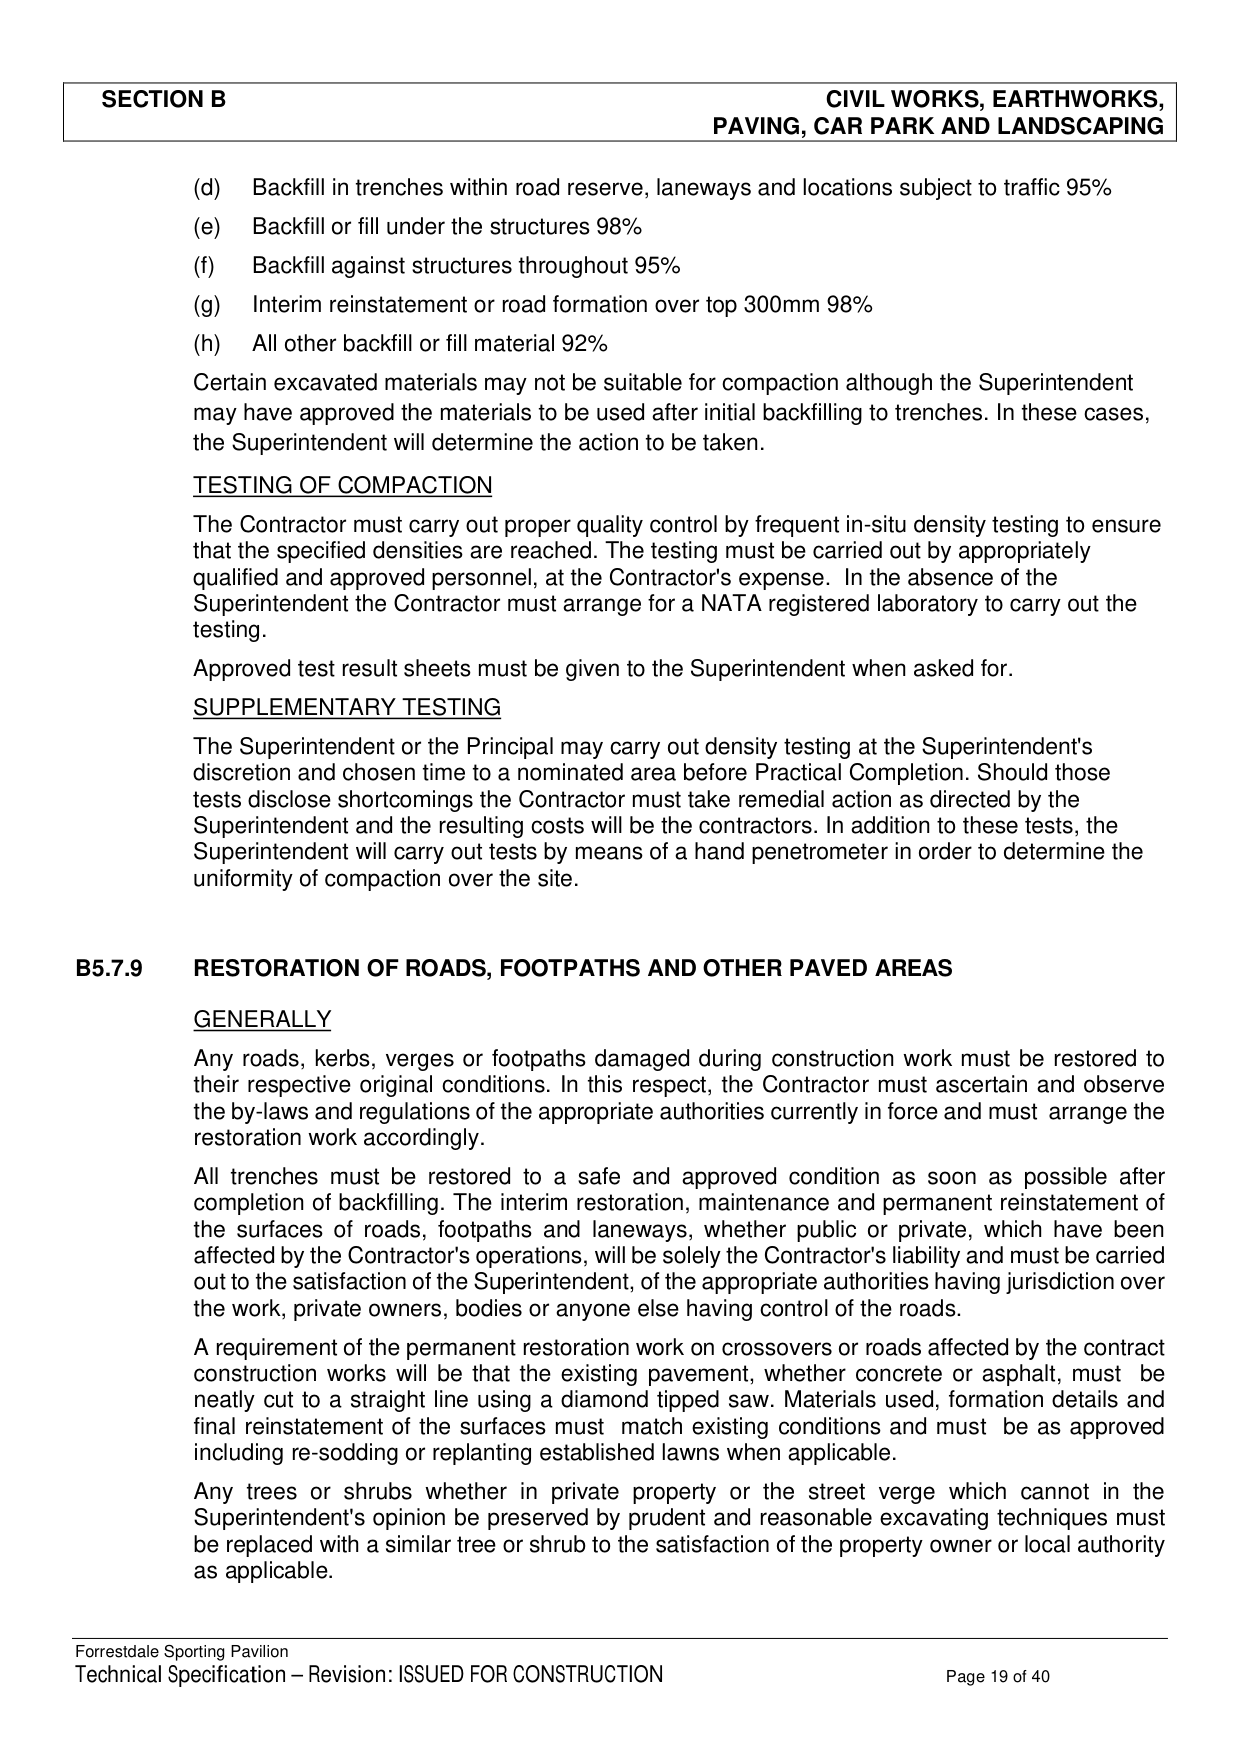 SECTION B
CIVIL WORKS, EARTHWORKS,
PAVING, CAR PARK AND LANDSCAPING
(d) Backfill in trenches within road reserve, laneways and locations subject to traffic 95%
(e) Backfill or fill under the structures 98%
(f) Backfill against structures throughout 95%
(g) Interim reinstatement or road formation over top 300mm 98%
(h) All other backfill or fill material 92%
Certain excavated materials may not be suitable for compaction although the Superintendent
may have approved the materials to be used after initial backfilling to trenches. In these cases,
the Superintendent will determine the action to be taken.
TESTING OF COMPACTION
The Contractor must carry out proper quality control by frequent in-situ density testing to ensure
that the specified densities are reached. The testing must be carried out by appropriately
qualified and approved personnel, at the Contractor's expense. In the absence of the
Superintendent the Contractor must arrange for a NATA registered laboratory to carry out the
testing.
Approved test result sheets must be given to the Superintendent when asked for.
SUPPLEMENTARY TESTING
The Superintendent or the Principal may carry out density testing at the Superintendent's
discretion and chosen time to a nominated area before Practical Completion. Should those
tests disclose shortcomings the Contractor must take remedial action as directed by the
Superintendent and the resulting costs will be the contractors. In addition to these tests, the
Superintendent will carry out tests by means of a hand penetrometer in order to determine the
uniformity of compaction over the site.
B5.7.9 RESTORATION OF ROADS, FOOTPATHS AND OTHER PAVED AREAS
GENERALLY
Any roads, kerbs, verges or footpaths damaged during construction work must be restored to
their respective original conditions. In this respect, the Contractor must ascertain and observe
the by-laws and regulations of the appropriate authorities currently in force and must arrange the
restoration work accordingly.
All trenches must be restored to a safe and approved condition as soon as possible after
completion of backfilling. The interim restoration, maintenance and permanent reinstatement of
the surfaces of roads, footpaths and laneways, whether public or private, which have been
affected by the Contractor's operations, will be solely the Contractor's liability and must be carried
out to the satisfaction of the Superintendent, of the appropriate authorities having jurisdiction over
the work, private owners, bodies or anyone else having control of the roads.
A requirement of the permanent restoration work on crossovers or roads affected by the contract
construction works will be that the existing pavement, whether concrete or asphalt, must be
neatly cut to a straight line using a diamond tipped saw. Materials used, formation details and
final reinstatement of the surfaces must match existing conditions and must be as approved
including re-sodding or replanting established lawns when applicable.
Any trees or shrubs whether in private property or the street verge which cannot in the
Superintendent's opinion be preserved by prudent and reasonable excavating techniques must
be replaced with a similar tree or shrub to the satisfaction of the property owner or local authority
as applicable.
Forrestdale Sporting Pavilion
Technical Specification – Revision: ISSUED FOR CONSTRUCTION Page 19 of 40